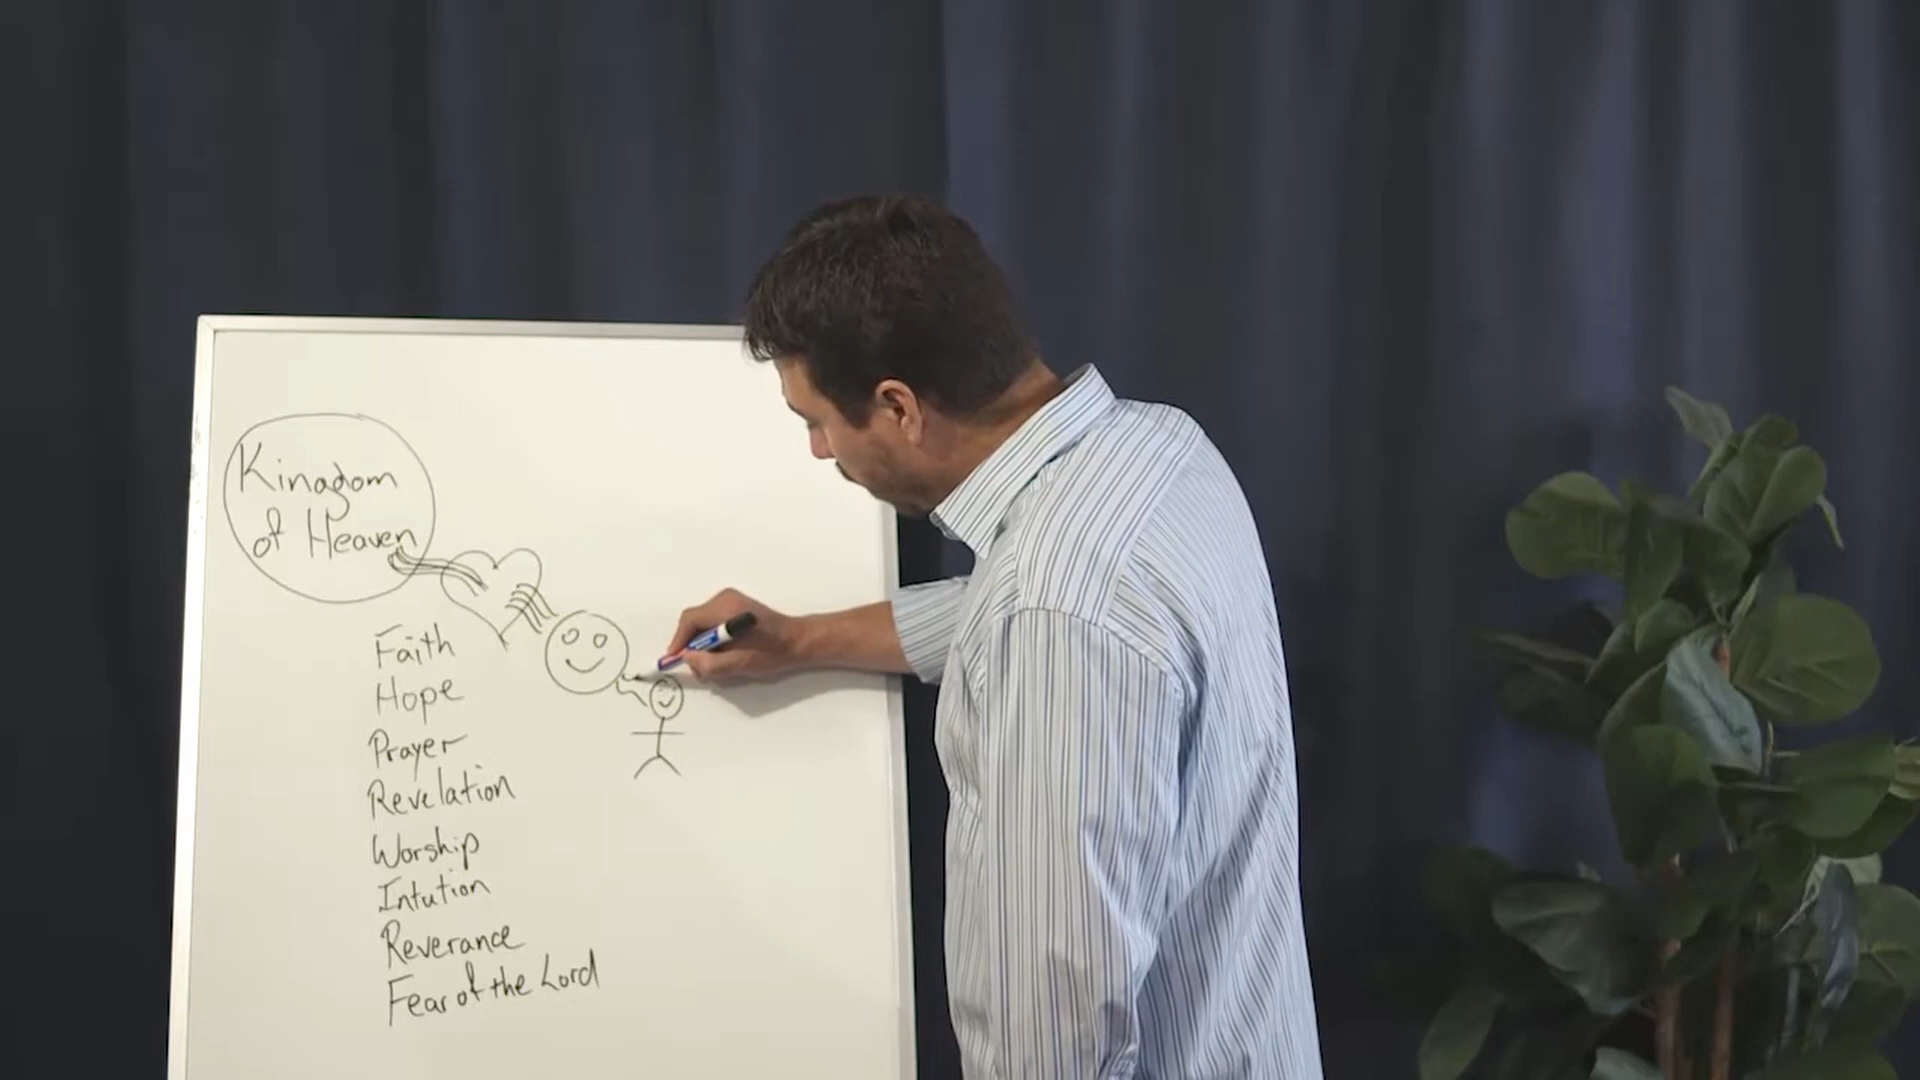 Kingdom
of Heaven
Faith
Hope
Prayer
Revelation
Worship
Intution
Reverance
Fear of the Lord